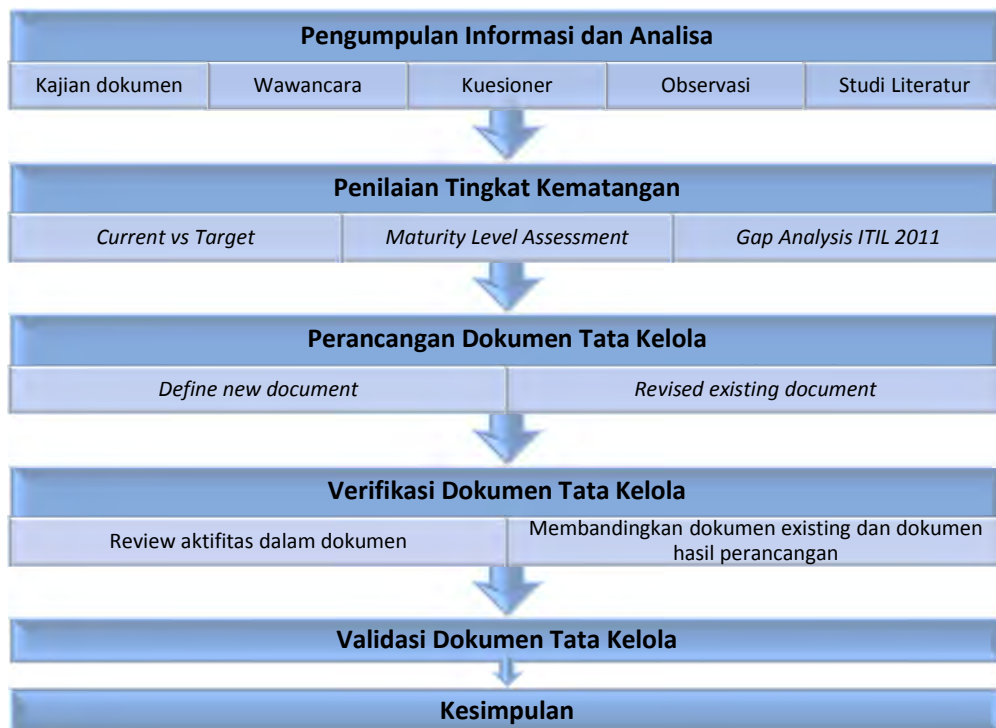 Pengumpulan Informasi dan Analisa
Kajian dokumen
Wawancara
Kuesioner
Observasi
Studi Literatur
Penilaian Tingkat Kematangan
Current vs Target
Maturity Level Assessment
Gap Analysis ITIL 2011
Perancangan Dokumen Tata Kelola
Define new document
Revised existing document
Verifikasi Dokumen Tata Kelola
Review aktifitas dalam dokumen
Membandingkan dokumen existing dan dokumen
hasil perancangan
Validasi Dokumen Tata Kelola
Kesimpulan